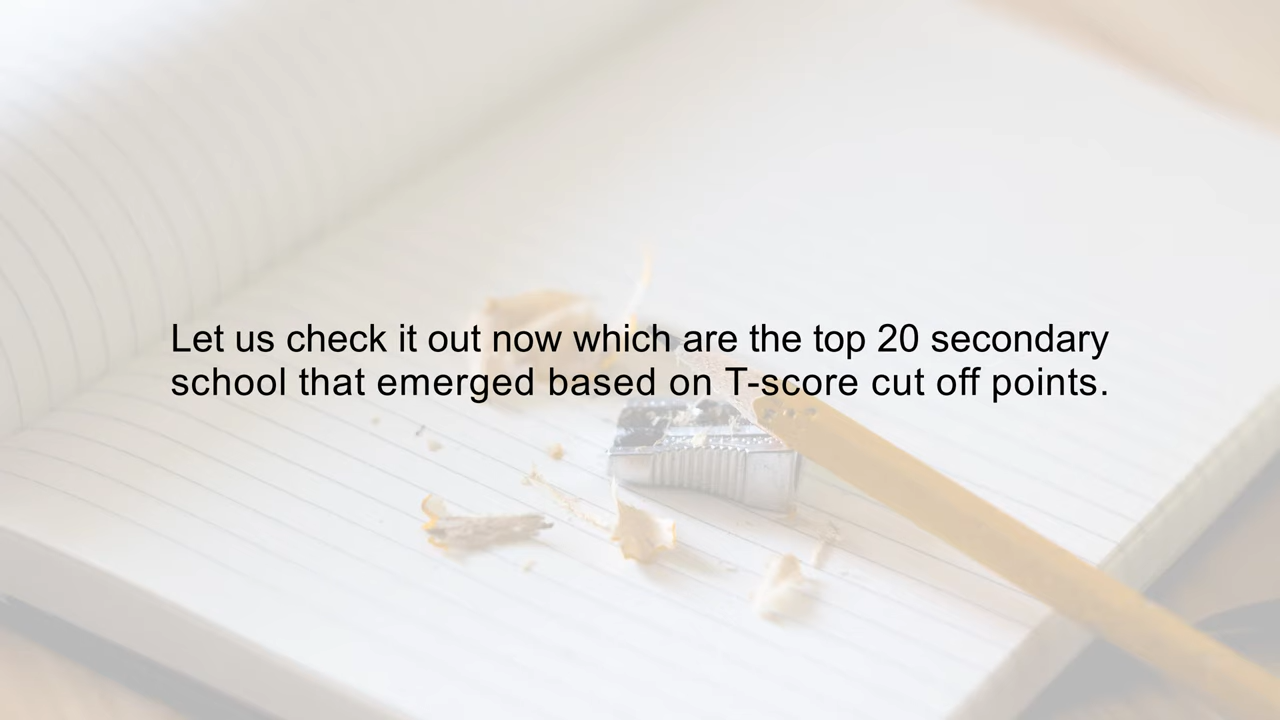 Let us check it out now which are the top 20 secondary
school that emerged based on T-score cut off points.